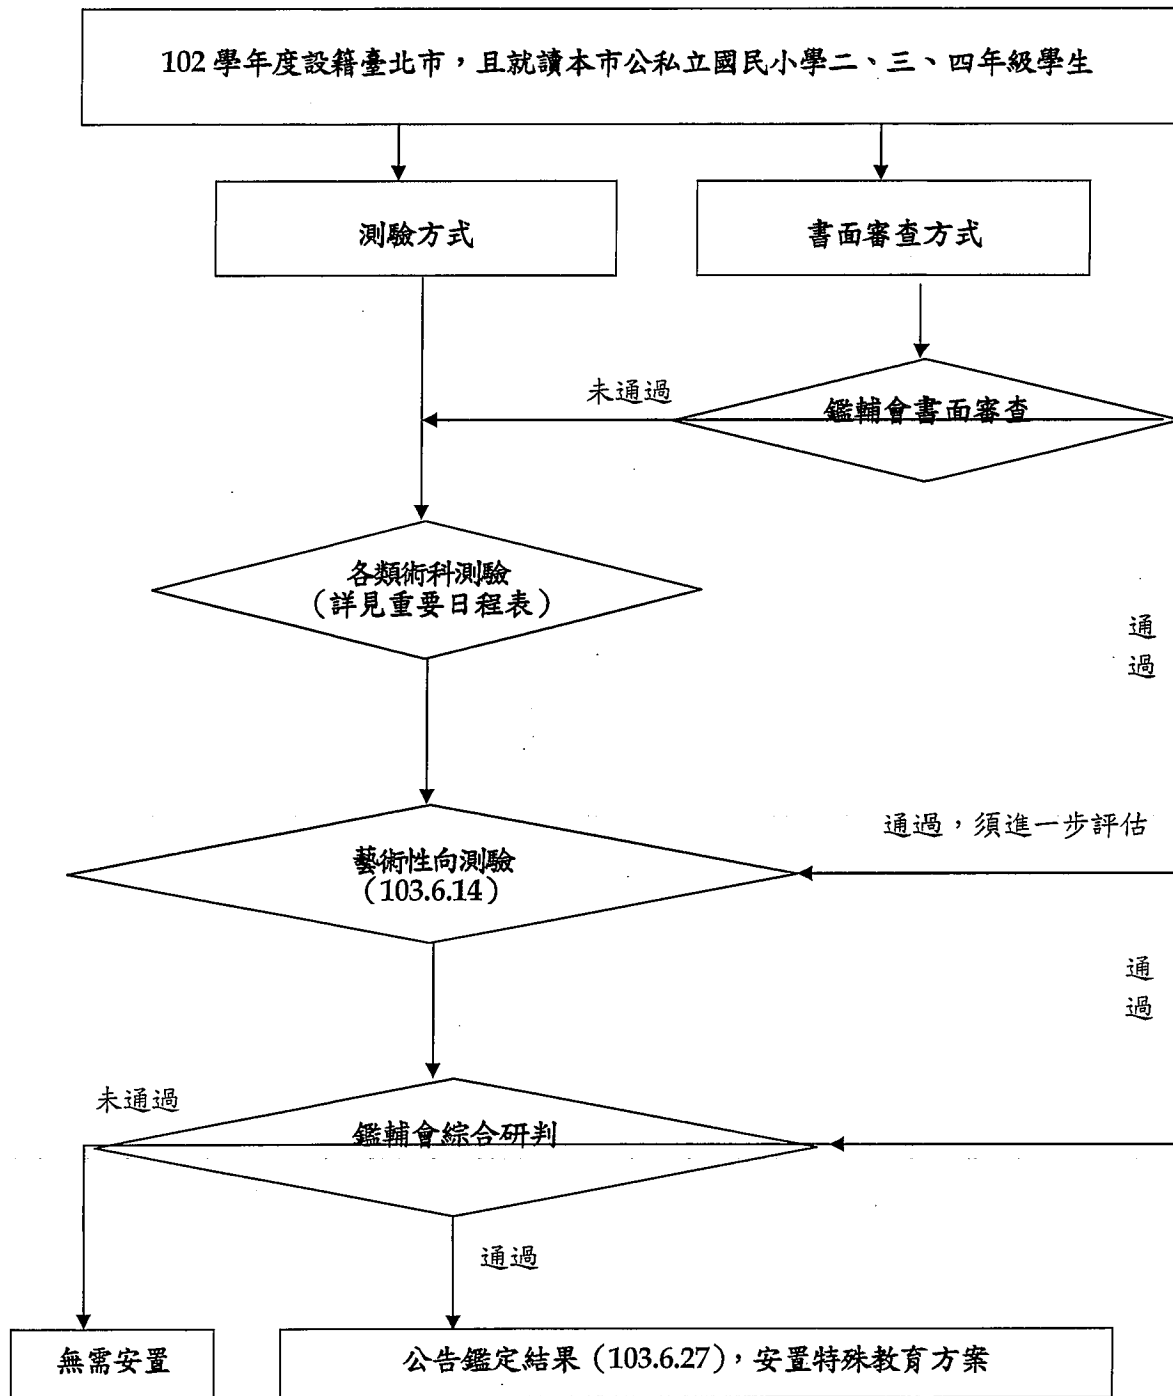 102 學年度設籍臺北市，且就讀本市公私立國民小學二、三、四年級學生
測驗方式
書面審查方式
未通過
鑑輔會書面審查
各類術科測驗
（詳見重要日程表）
通
過
通過，須進一步評估
藝術性向測驗
（103.6.14）
通
過
未通過
鑑輔會綜合研判
通過
無需安置
公告鑑定結果（103.6.27），安置特殊教育方案